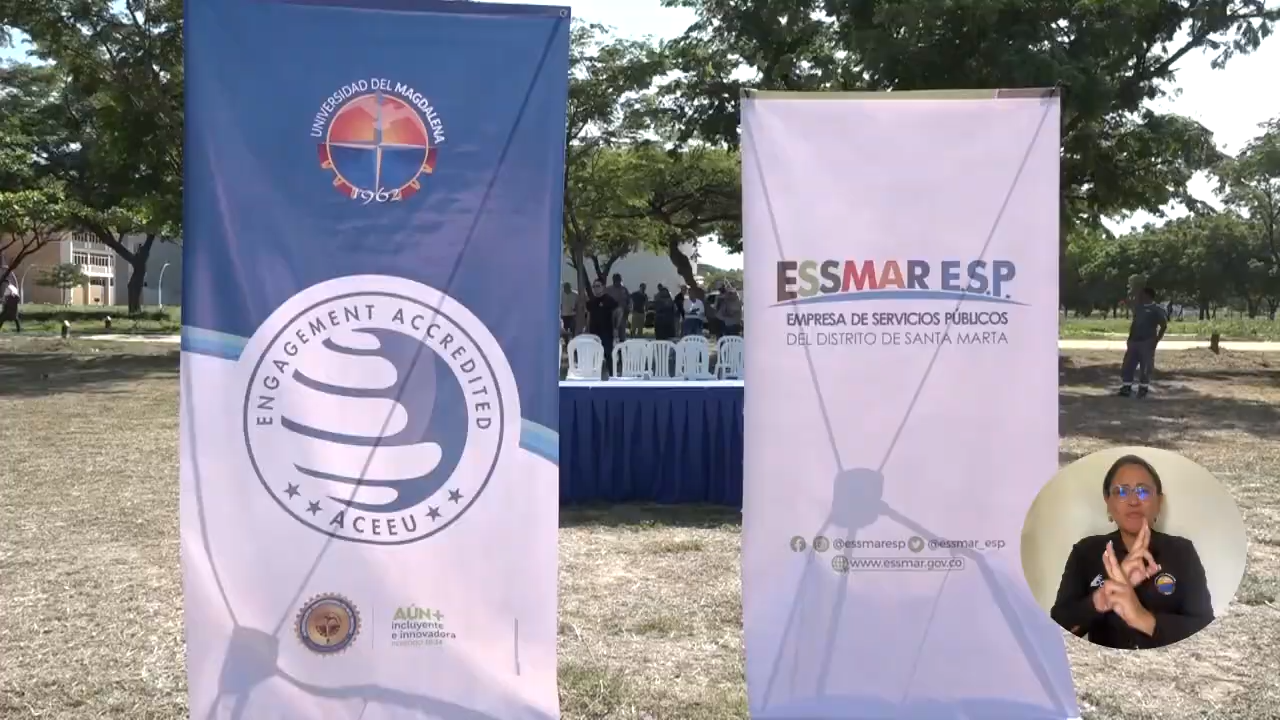 UNIVERSIDAD DEL MAGDALENA
1962
ENGAGEMENT ACCREDITED
ACEEU
AÚN+
incluyente
e innovadora
ESSMAR E.S.P.
EMPRESA DE SERVICIOS PÚBLICOS
DEL DISTRITO DE SANTA MARTA
@essmaresp @essmar_esp
www.essmar.gov.co